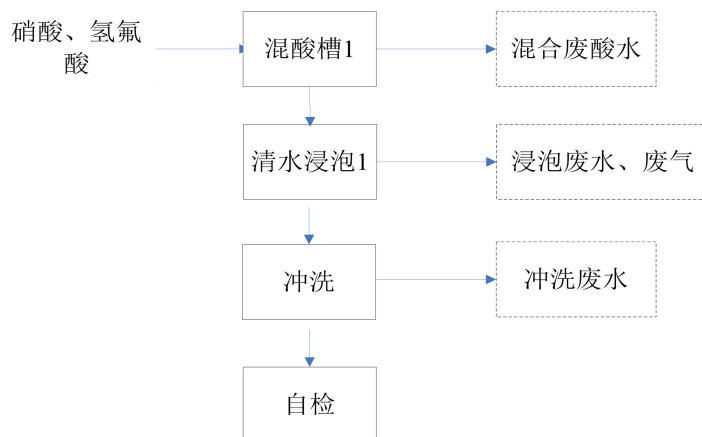 硝酸、氢氟
酸
混酸槽1
混合废酸水
清水浸泡1
浸泡废水、废气
冲洗
冲洗废水
自检